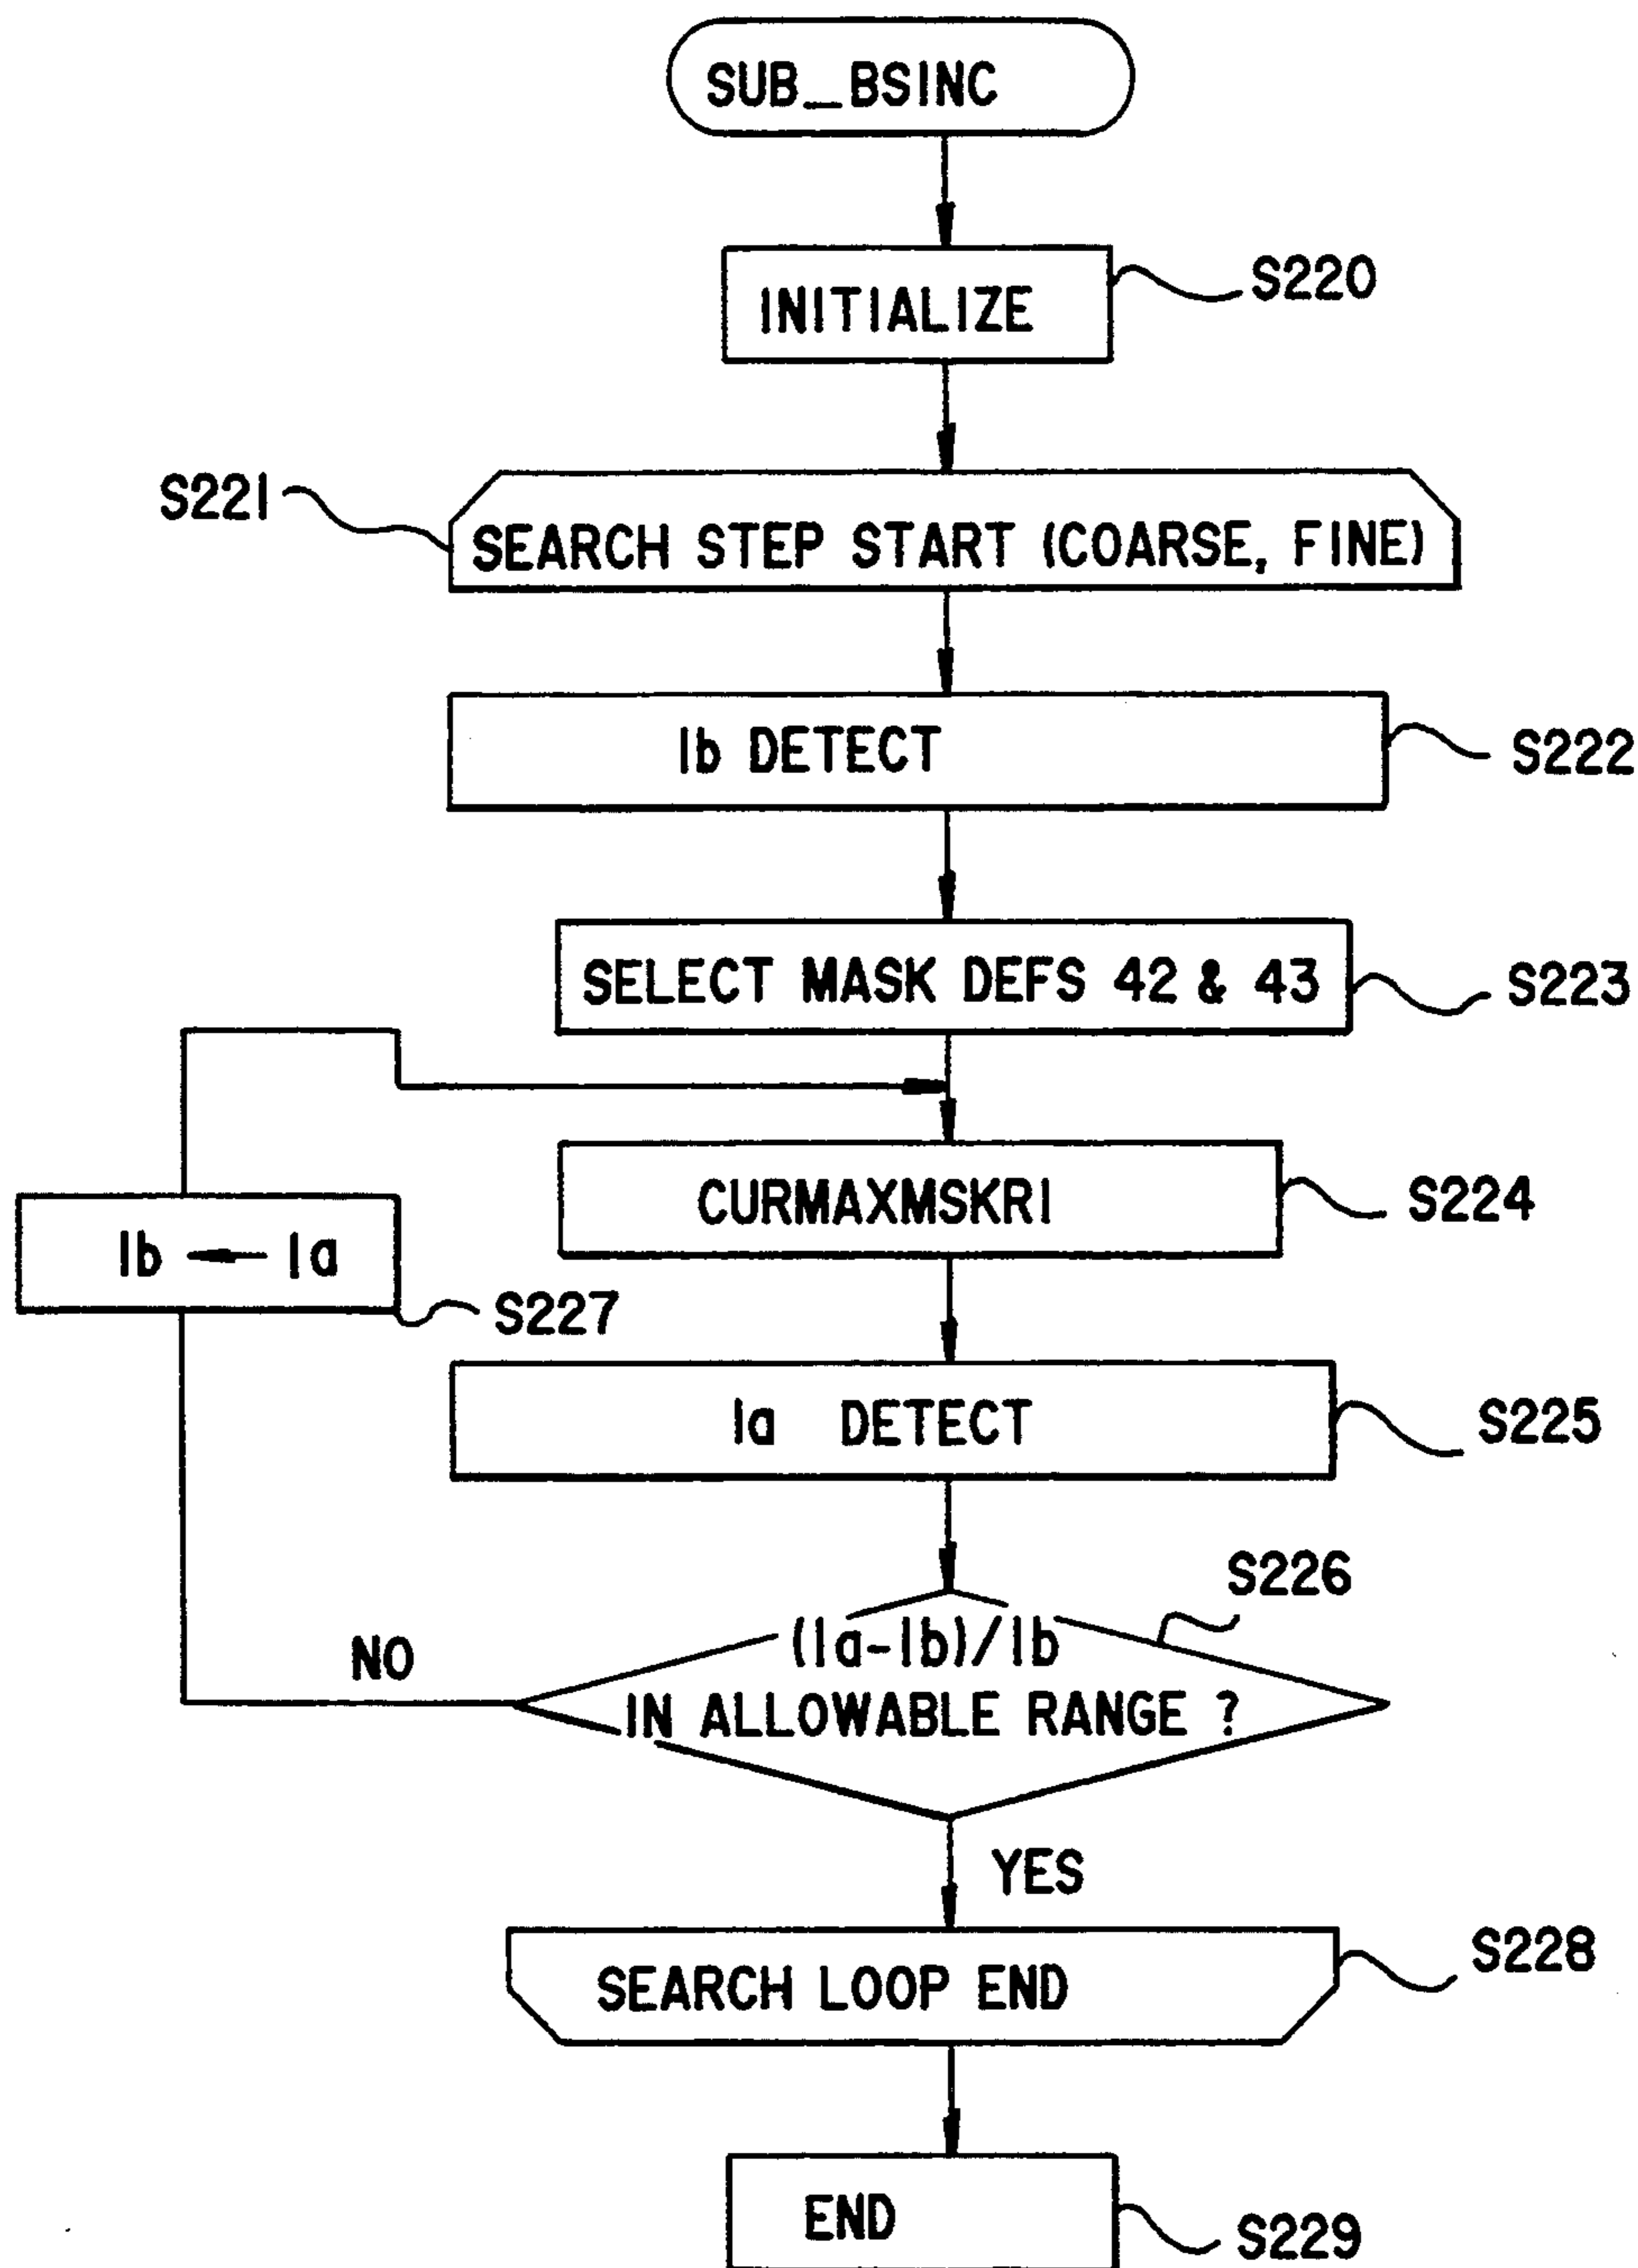 SUB_BSINC
INITIALIZE
S220
S221
SEARCH STEP START (COARSE, FINE)
Ib DETECT
S222
SELECT MASK DEFS 42 & 43
S223
CURMAXMSKRI
S224
Ib ← Ia
S227
Ia DETECT
S225
S226
(Ia-Ib)/Ib
IN ALLOWABLE RANGE ?
NO
YES
SEARCH LOOP END
S228
END
S229